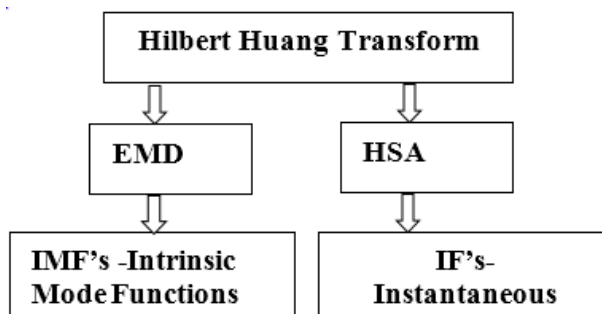 Hilbert Huang Transform
EMD
HSA
IMF's -Intrinsic
Mode Functions
IF's-
Instantaneous